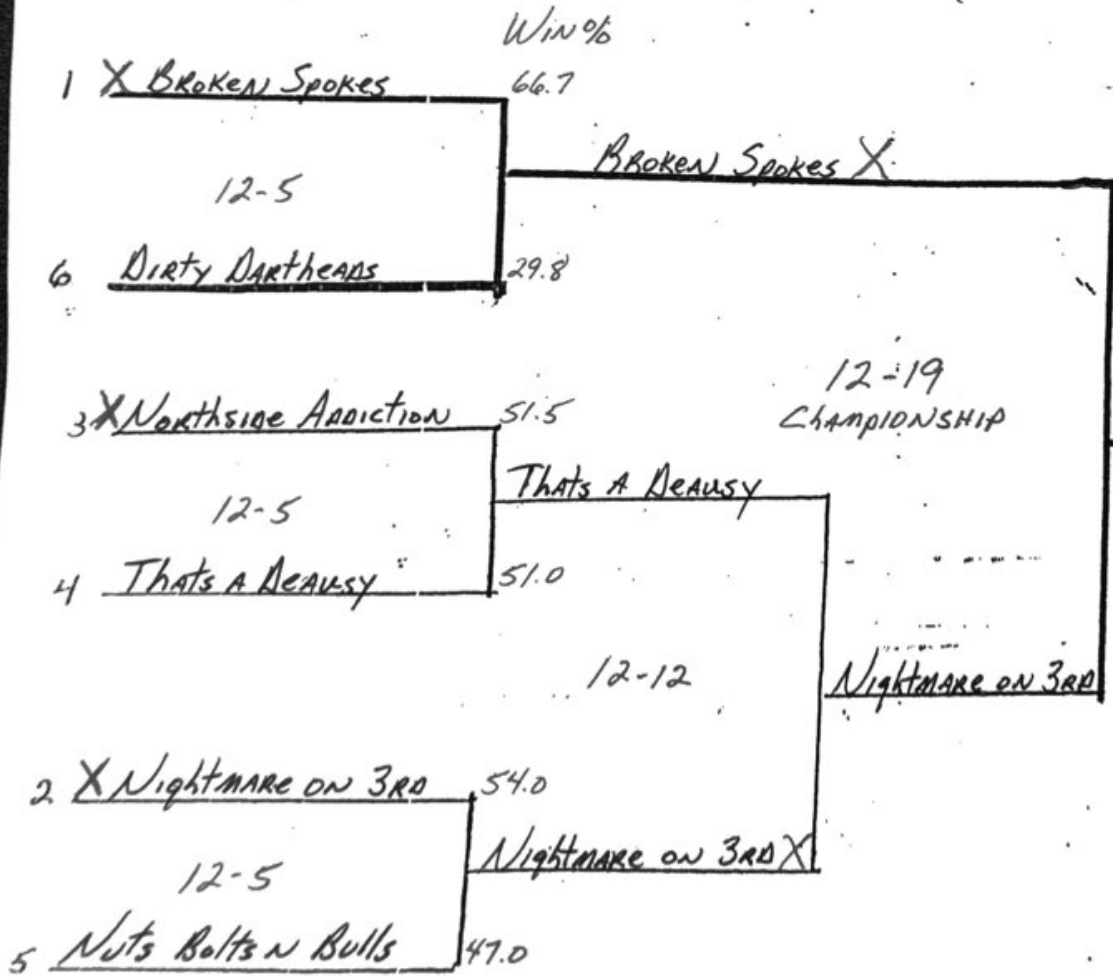 Win%
1 X Broken Spokes 66.7
Broken Spokes X
12-5
6 Dirty Dartheads 29.8
12-19
Championship
3 X Northside Addiction 51.5
Thats A Deausy
12-5
4 Thats A Deausy 51.0
12-12
Nightmare on 3rd
2 X Nightmare on 3rd 54.0
Nightmare on 3rd X
12-5
5 Nuts Bolts N Bulls 47.0